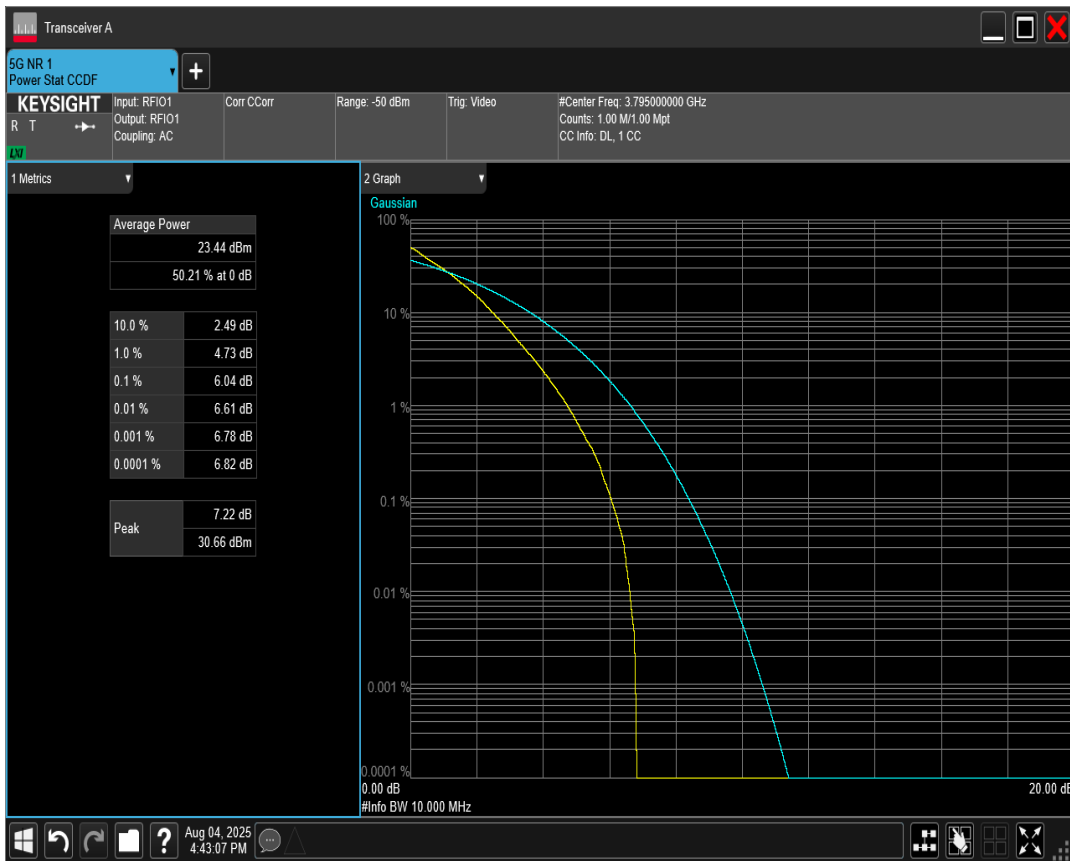 Transceiver A
5G NR 1
Power Stat CCDF
KEYSIGHT
R T
LXI
Input: RFIO1
Output: RFIO1
Coupling: AC
Corr CCorr
Range: -50 dBm
Trig: Video
#Center Freq: 3.795000000 GHz
Counts: 1.00 M/1.00 Mpt
CC Info: DL, 1 CC
1 Metrics
Average Power
23.44 dBm
50.21 % at 0 dB
10.0 % 2.49 dB
1.0 % 4.73 dB
0.1 % 6.04 dB
0.01 % 6.61 dB
0.001 % 6.78 dB
0.0001 % 6.82 dB
Peak
7.22 dB
30.66 dBm
2 Graph
Gaussian
100 %
10 %
1 %
0.1 %
0.01 %
0.001 %
0.0001 %
0.00 dB
20.00 dB
#Info BW 10.000 MHz
?
Aug 04, 2025
4:43:07 PM